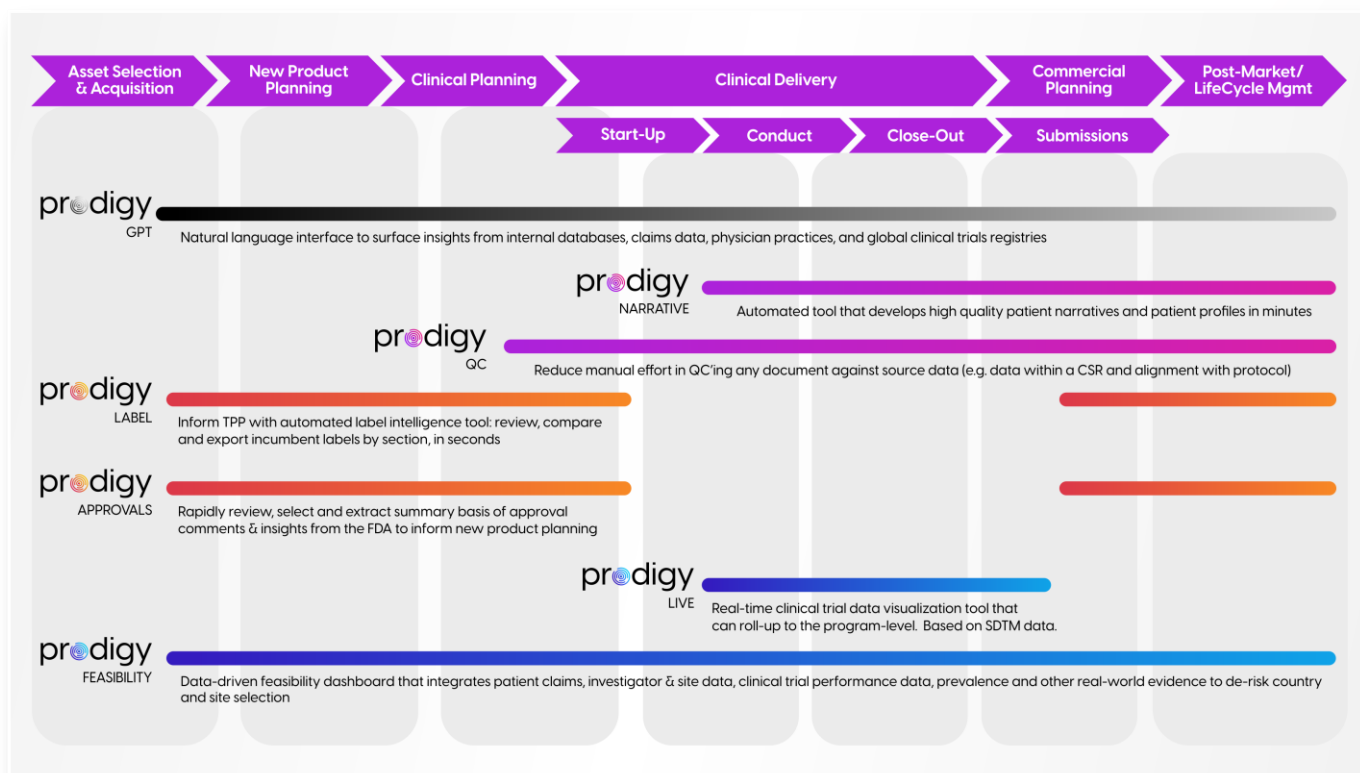 Asset Selection
& Acquisition
New Product
Planning
Clinical Planning
Clinical Delivery
Commercial
Planning
Post-Market/
LifeCycle Mgmt
Start-Up
Conduct
Close-Out
Submissions
prodigy
GPT
Natural language interface to surface insights from internal databases, claims data, physician practices, and global clinical trials registries
prodigy
NARRATIVE
Automated tool that develops high quality patient narratives and patient profiles in minutes
prodigy
QC
Reduce manual effort in QC'ing any document against source data (e.g. data within a CSR and alignment with protocol)
prodigy
LABEL
Inform TPP with automated label intelligence tool: review, compare
and export incumbent labels by section, in seconds
prodigy
APPROVALS
Rapidly review, select and extract summary basis of approval
comments & insights from the FDA to inform new product planning
prodigy
LIVE
Real-time clinical trial data visualization tool that
can roll-up to the program-level. Based on SDTM data.
prodigy
FEASIBILITY
Data-driven feasibility dashboard that integrates patient claims, investigator & site data, clinical trial performance data, prevalence and other real-world evidence to de-risk country
and site selection